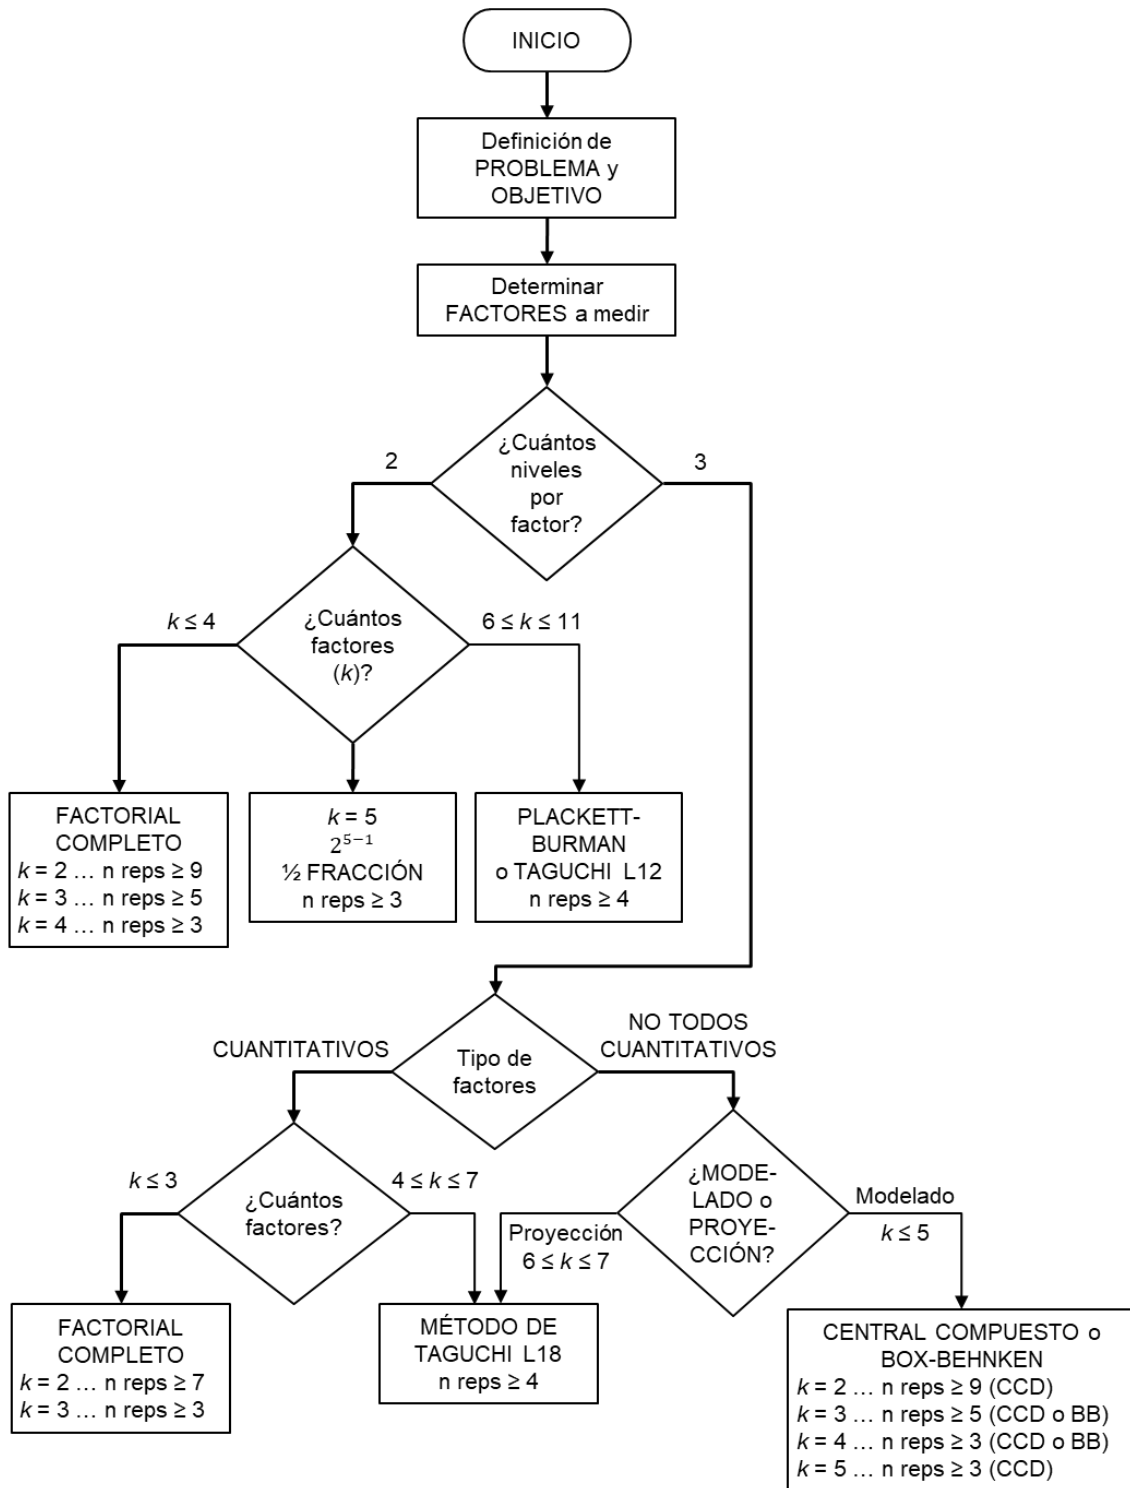 INICIO
Definición de
PROBLEMA y
OBJETIVO
Determinar
FACTORES a medir
¿Cuántos
niveles
por
factor?
2
3
¿Cuántos
factores
(k)?
k ≤ 4
6 ≤ k ≤ 11
FACTORIAL
COMPLETO
k = 2 … n reps ≥ 9
k = 3 … n reps ≥ 5
k = 4 … n reps ≥ 3
k = 5
2⁵⁻¹
½ FRACCIÓN
n reps ≥ 3
PLACKETT-
BURMAN
o TAGUCHI L12
n reps ≥ 4
Tipo de
factores
CUANTITATIVOS
NO TODOS
CUANTITATIVOS
¿Cuántos
factores?
k ≤ 3
4 ≤ k ≤ 7
¿MODE-
LADO o
PROYE-
CCIÓN?
Proyección
6 ≤ k ≤ 7
Modelado
k ≤ 5
FACTORIAL
COMPLETO
k = 2 … n reps ≥ 7
k = 3 … n reps ≥ 3
MÉTODO DE
TAGUCHI L18
n reps ≥ 4
CENTRAL COMPUESTO o
BOX-BEHNKEN
k = 2 … n reps ≥ 9 (CCD)
k = 3 … n reps ≥ 5 (CCD o BB)
k = 4 … n reps ≥ 3 (CCD o BB)
k = 5 … n reps ≥ 3 (CCD)